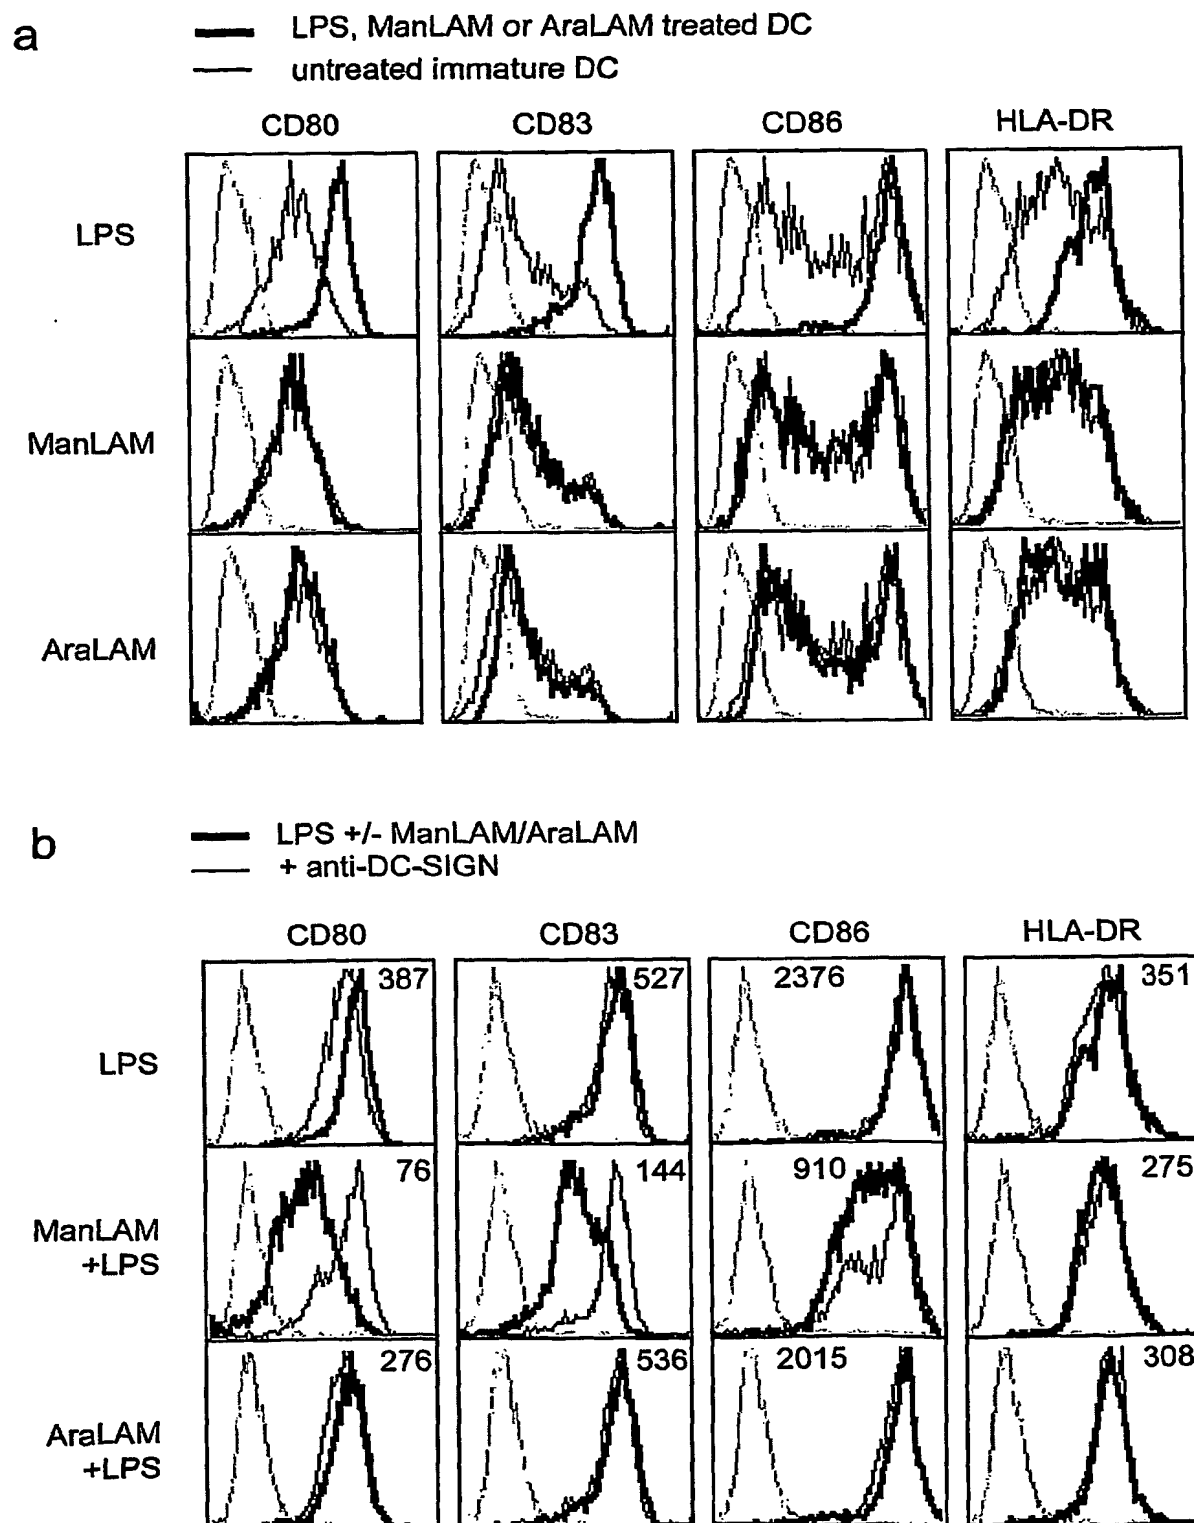 a
LPS, ManLAM or AraLAM treated DC
untreated immature DC
CD80 CD83 CD86 HLA-DR
LPS
ManLAM
AraLAM
b
LPS +/- ManLAM/AraLAM
+ anti-DC-SIGN
CD80 CD83 CD86 HLA-DR
LPS 387 527 2376 351
ManLAM
+LPS
76 144 910 275
AraLAM
+LPS
276 536 2015 308